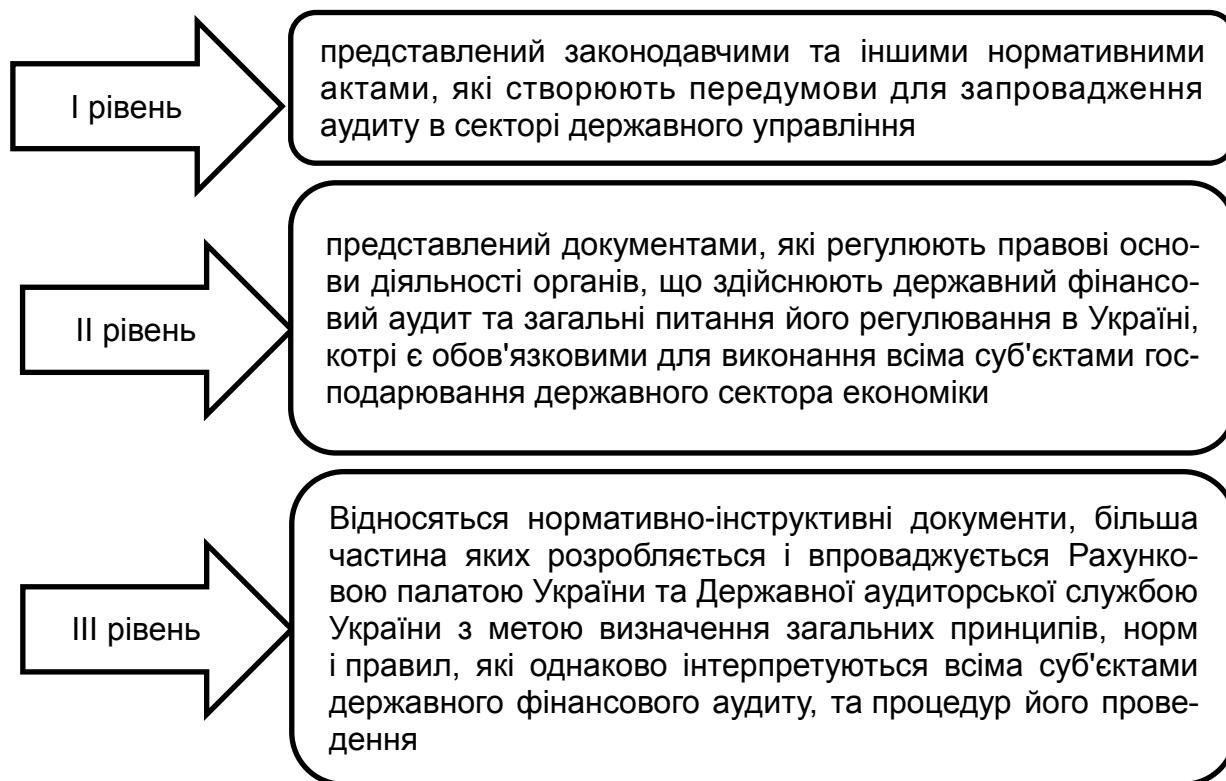 І рівень
представлений законодавчими та іншими нормативними
актами, які створюють передумови для запровадження
аудиту в секторі державного управління
ІІ рівень
представлений документами, які регулюють правові осно-
ви діяльності органів, що здійснюють державний фінансо-
вий аудит та загальні питання його регулювання в Україні,
котрі є обов'язковими для виконання всіма суб'єктами гос-
подарювання державного сектора економіки
ІІІ рівень
Відносяться нормативно-інструктивні документи, більша
частина яких розробляється і впроваджується Рахунко-
вою палатою України та Державної аудиторської службою
України з метою визначення загальних принципів, норм
і правил, які однаково інтерпретуються всіма суб'єктами
державного фінансового аудиту, та процедур його прове-
дення